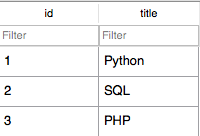 id title
Filter Filter
1 Python
2 SQL
3 PHP